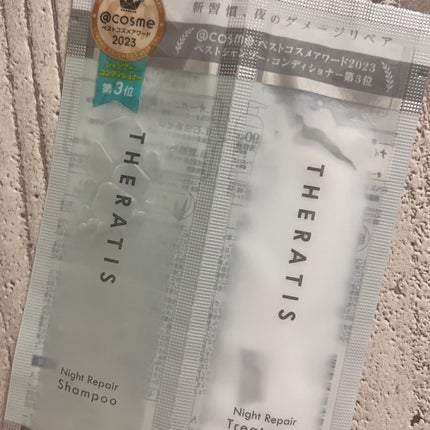 新習慣、夜のダメージリペア
@cosme
ベストコスメアワード
2023
シャンプー・
コンディショナー
第3位
@cosme ベストコスメアワード2023
ベストシャンプー・コンディショナー第3位
THERATIS
Night Repair
Shampoo
THERATIS
Night Repair